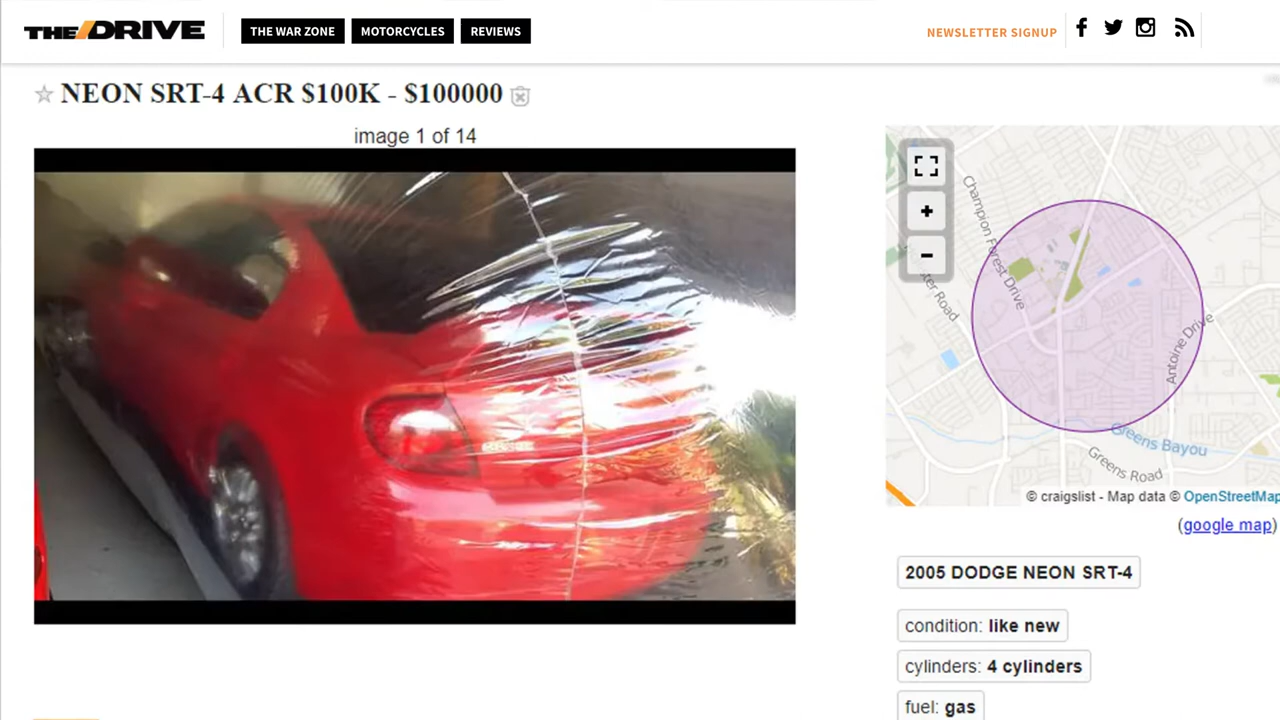 THE/DRIVE
THE WAR ZONE
MOTORCYCLES
REVIEWS
NEWSLETTER SIGNUP
NEON SRT-4 ACR $100K - $100000
image 1 of 14
Champion Forest Drive
Antoine Drive
Greens Bayou
Greens Road
© craigslist - Map data © OpenStreetMap
(google map)
2005 DODGE NEON SRT-4
condition: like new
cylinders: 4 cylinders
fuel: gas